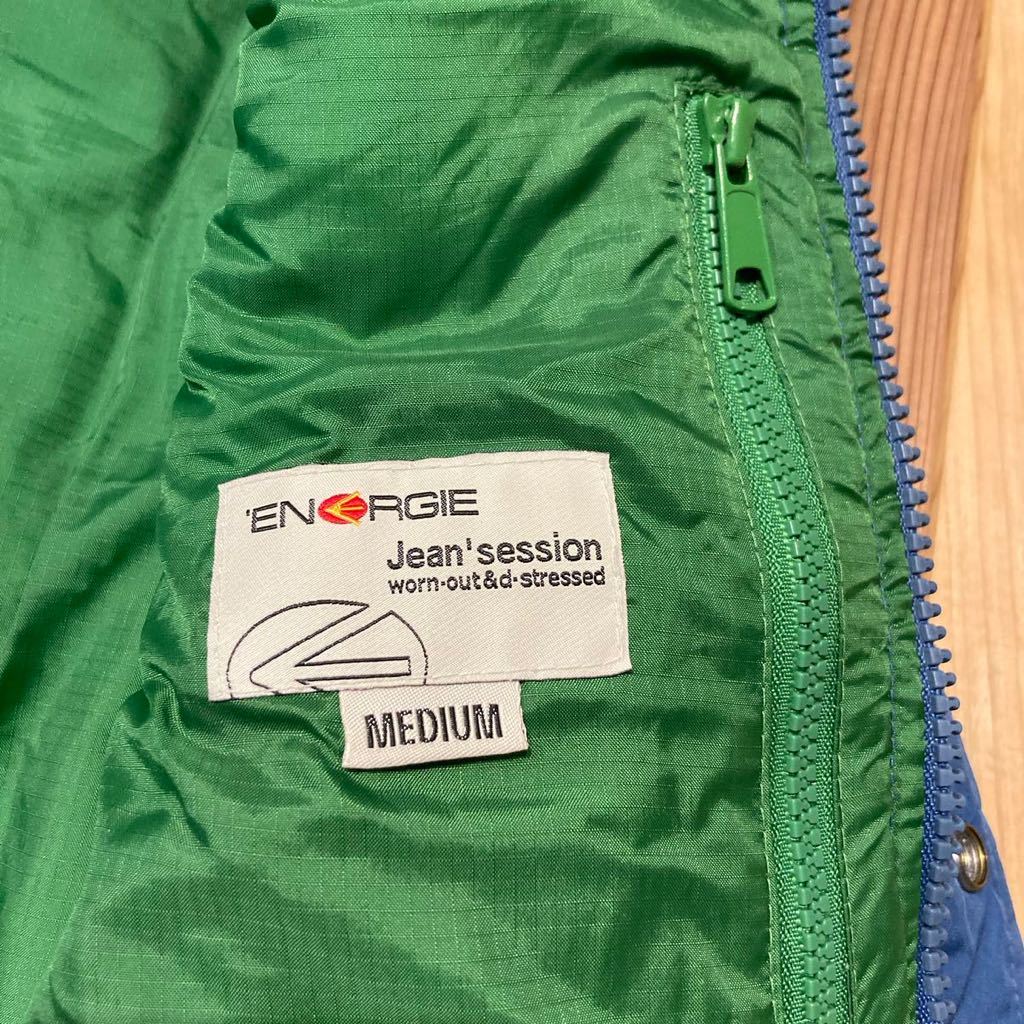 'ENERGIE
Jean'session
worn-out&d-stressed
MEDIUM